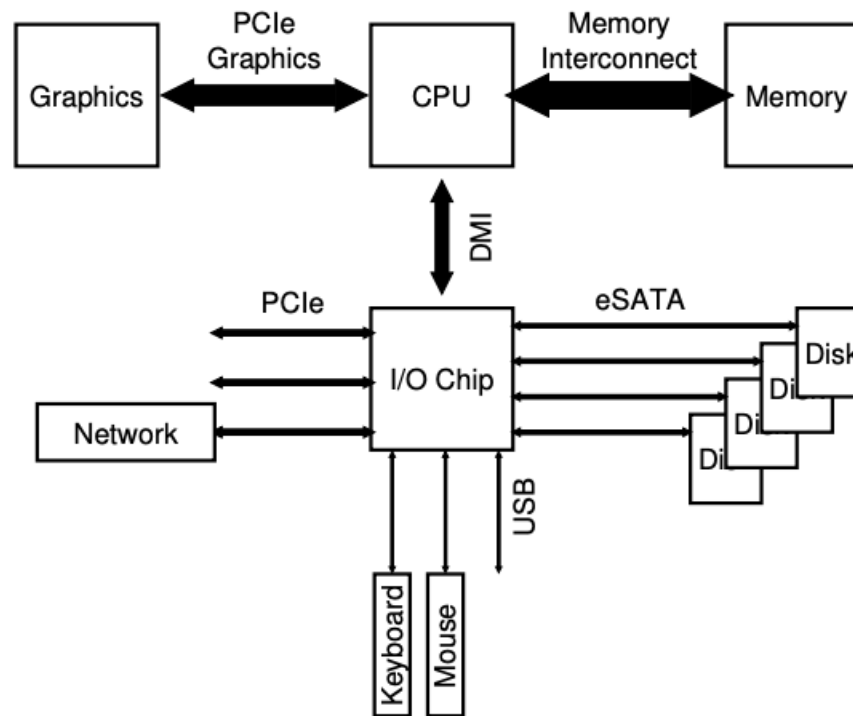 PCIe
Graphics
Memory
Interconnect
Graphics
CPU
Memory
DMI
PCIe
eSATA
I/O Chip
Disk
Network
USB
Keyboard
Mouse